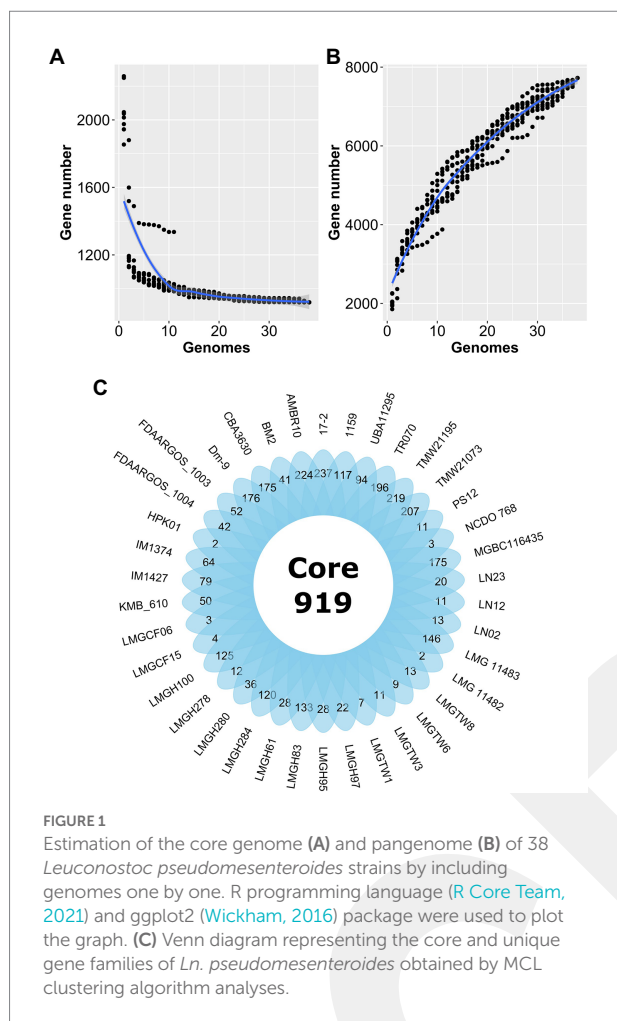 A
Gene number
2000
1600
1200
0 10 20 30
Genomes
B
Gene number
8000
6000
4000
2000
0 10 20 30
Genomes
C
17-2
1159
UBA11295
TR070
TMW21195
TMW21073
PS12
NCDO 768
MGBC116435
LN23
LN12
LN02
LMG 11483
LMG 11482
LMGTW8
LMGTW6
LMGTW3
LMGTW1
LMGH97
LMGH95
LMGH83
LMGH61
LMGH284
LMGH280
LMGH278
LMGH100
LMGCF15
LMGCF06
KMB_610
IM1427
IM1374
HPK01
FDAARGOS_1004
FDAARGOS_1003
Dm-9
CBA3630
BM2
AMBR10
237
117
94
196
219
207
11
3
175
20
11
13
146
2
13
9
11
7
22
28
133
28
120
36
12
125
4
3
50
79
64
2
42
52
176
175
41
224
Core
919
FIGURE 1
Estimation of the core genome (A) and pangenome (B) of 38
Leuconostoc pseudomesenteroides strains by including
genomes one by one. R programming language (R Core Team,
2021) and ggplot2 (Wickham, 2016) package were used to plot
the graph. (C) Venn diagram representing the core and unique
gene families of Ln. pseudomesenteroides obtained by MCL
clustering algorithm analyses.